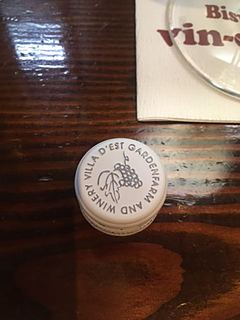 Bis
vin-s
VILLA D'EST GARDENFARM AND WINERY